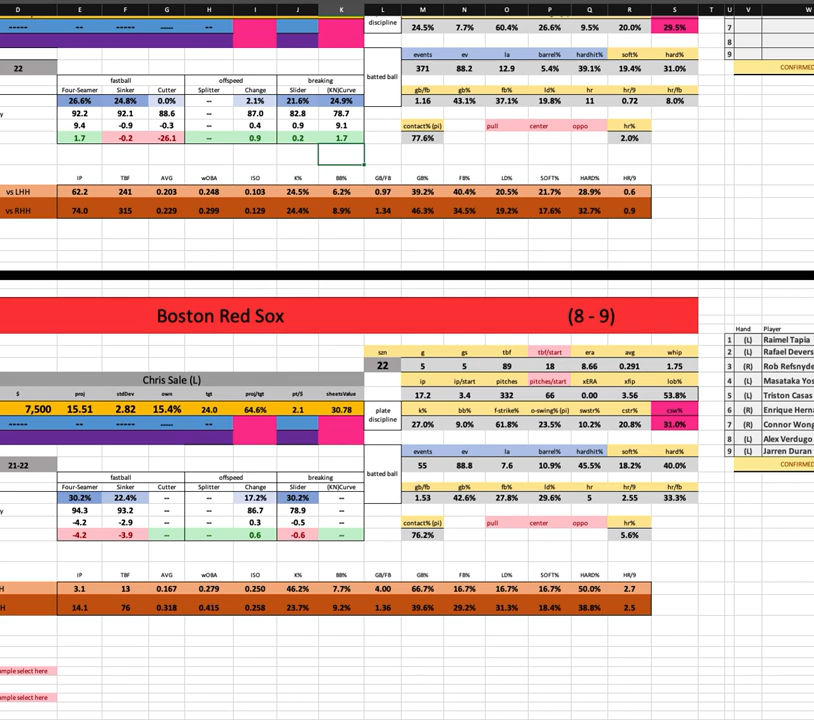 D E F G H I J K L M N O P Q R S T U V W
----- -- ----- ---- -- -- -- discipline 24.5% 7.7% 60.4% 26.6% 9.5% 20.0% 29.5% 7
8
events ev la barrel% hardhit% soft% hard% 9
22 371 88.2 12.9 5.4% 39.1% 19.4% 31.0% CONFIRMED
fastball offspeed breaking batted ball
Four-Seamer Sinker Cutter Splitter Change Slider (KN)Curve gb/fb gb% fb% ld% hr hr/9 hr/fb
26.6% 24.8% 0.0% -- 2.1% 21.6% 24.9% 1.16 43.1% 37.1% 19.8% 11 0.72 8.0%
y 92.2 92.1 88.6 -- 87.0 82.8 78.7
9.4 -0.9 -0.3 -- 0.4 0.9 9.1 contact% (pi) pull center oppo hr%
1.7 -0.2 -26.1 -- 0.9 0.2 1.7 77.6% 2.0%
IP TBF AVG wOBA ISO K% BB% GB/FB GB% FB% LD% SOFT% HARD% HR/9
vs LHH 62.2 241 0.203 0.248 0.103 24.5% 6.2% 0.97 39.2% 40.4% 20.5% 21.7% 28.9% 0.6
vs RHH 74.0 315 0.229 0.299 0.129 24.4% 8.9% 1.34 46.3% 34.5% 19.2% 17.6% 32.7% 0.9
Boston Red Sox (8 - 9)
Hand Player
1 (L) Raimel Tapia
szn g gs tbf tbf/start era avg whip 2 (L) Rafael Devers
22 5 5 89 18 8.66 0.291 1.75 3 (R) Rob Refsnyde
Chris Sale (L) ip ip/start pitches pitches/start xERA xfip lob% 4 (L) Masataka Yos
$ proj stdDev own tgt proj/tgt pt/$ sheetsValue 17.2 3.4 332 66 0.00 3.56 53.8% 5 (L) Triston Casas
7,500 15.51 2.82 15.4% 24.0 64.6% 2.1 30.78 plate discipline k% bb% f-strike% o-swing% (pi) swstr% cstr% csw% 6 (R) Enrique Herna
----- -- ----- ---- -- -- -- 27.0% 9.0% 61.8% 23.5% 10.2% 20.8% 31.0% 7 (R) Connor Wong
8 (L) Alex Verdugo
events ev la barrel% hardhit% soft% hard% 9 (L) Jarren Duran
21-22 55 88.8 7.6 10.9% 45.5% 18.2% 40.0% CONFIRMED
fastball offspeed breaking batted ball
Four-Seamer Sinker Cutter Splitter Change Slider (KN)Curve gb/fb gb% fb% ld% hr hr/9 hr/fb
30.2% 22.4% -- -- 17.2% 30.2% -- 1.53 42.6% 27.8% 29.6% 5 2.55 33.3%
y 94.3 93.2 -- -- 86.7 78.9 --
-4.2 -2.9 -- -- 0.3 -0.5 -- contact% (pi) pull center oppo hr%
-4.2 -3.9 -- -- 0.6 -0.6 -- 76.2% 5.6%
IP TBF AVG wOBA ISO K% BB% GB/FB GB% FB% LD% SOFT% HARD% HR/9
H 3.1 13 0.167 0.279 0.250 46.2% 7.7% 4.00 66.7% 16.7% 16.7% 16.7% 50.0% 2.7
H 14.1 76 0.318 0.415 0.258 23.7% 9.2% 1.36 39.6% 29.2% 31.3% 18.4% 38.8% 2.5
mple select here
mple select here